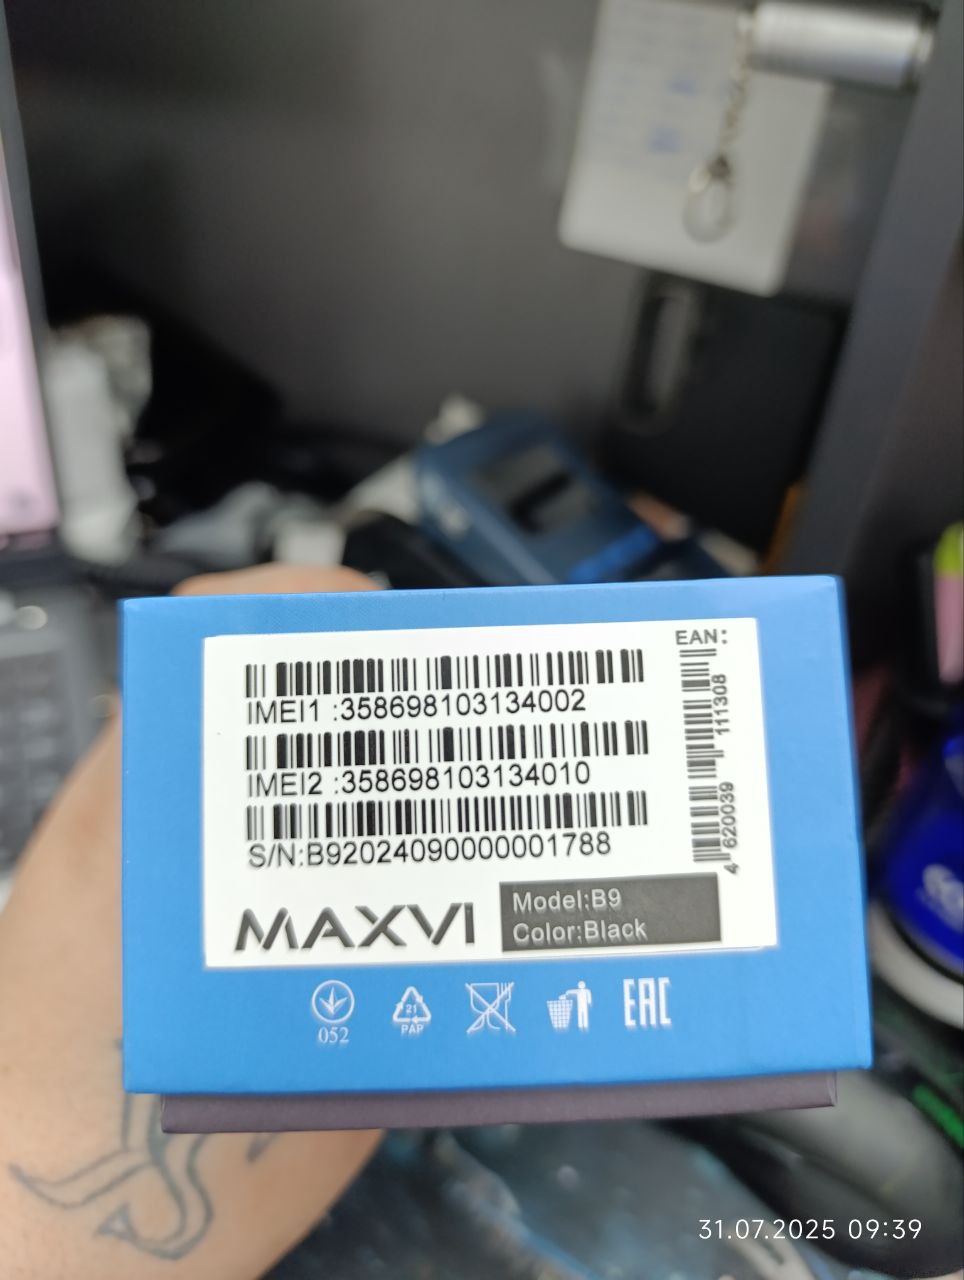 EAN:
IMEI1 :358698103134002
IMEI2 :358698103134010
S/N:B92024090000001788
4 620039 111308
MAXVI
Model:B9
Color:Black
052
21
PAP
EAC
31.07.2025 09:39